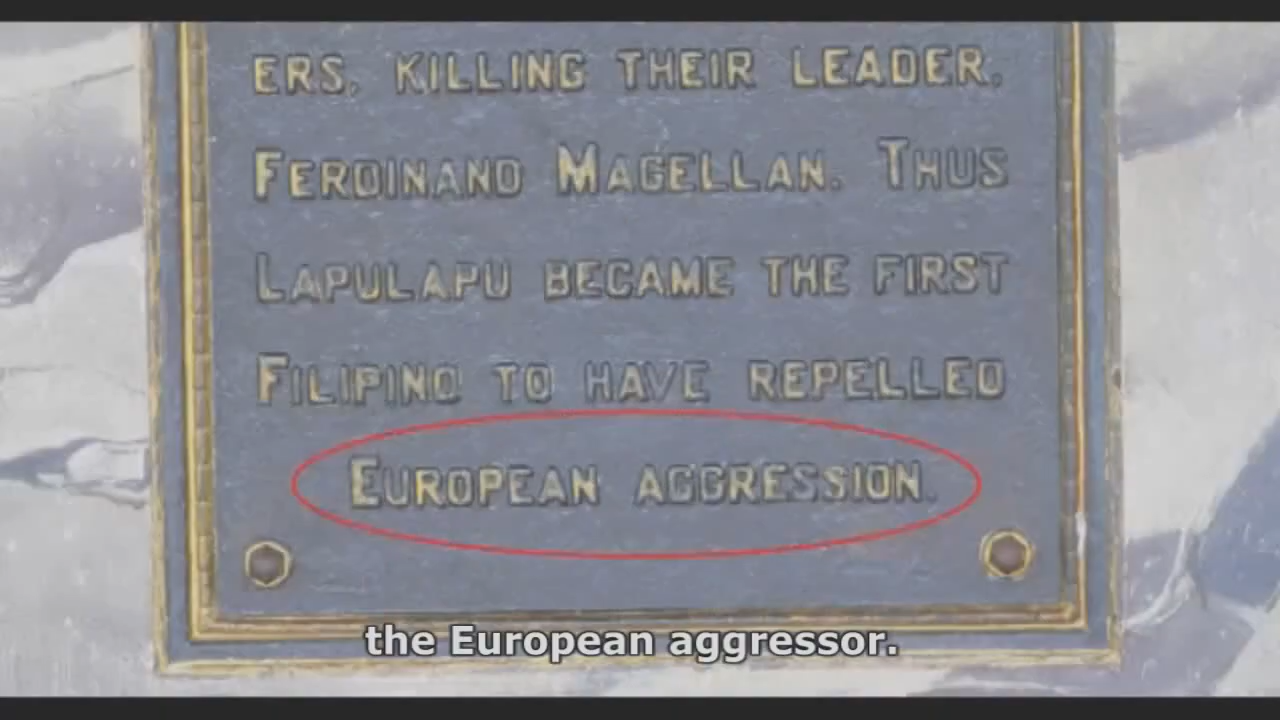 ERS, KILLING THEIR LEADER,
FERDINAND MAGELLAN. THUS
LAPULAPU BECAME THE FIRST
FILIPINO TO HAVE REPELLED
EUROPEAN AGGRESSION.
the European aggressor.